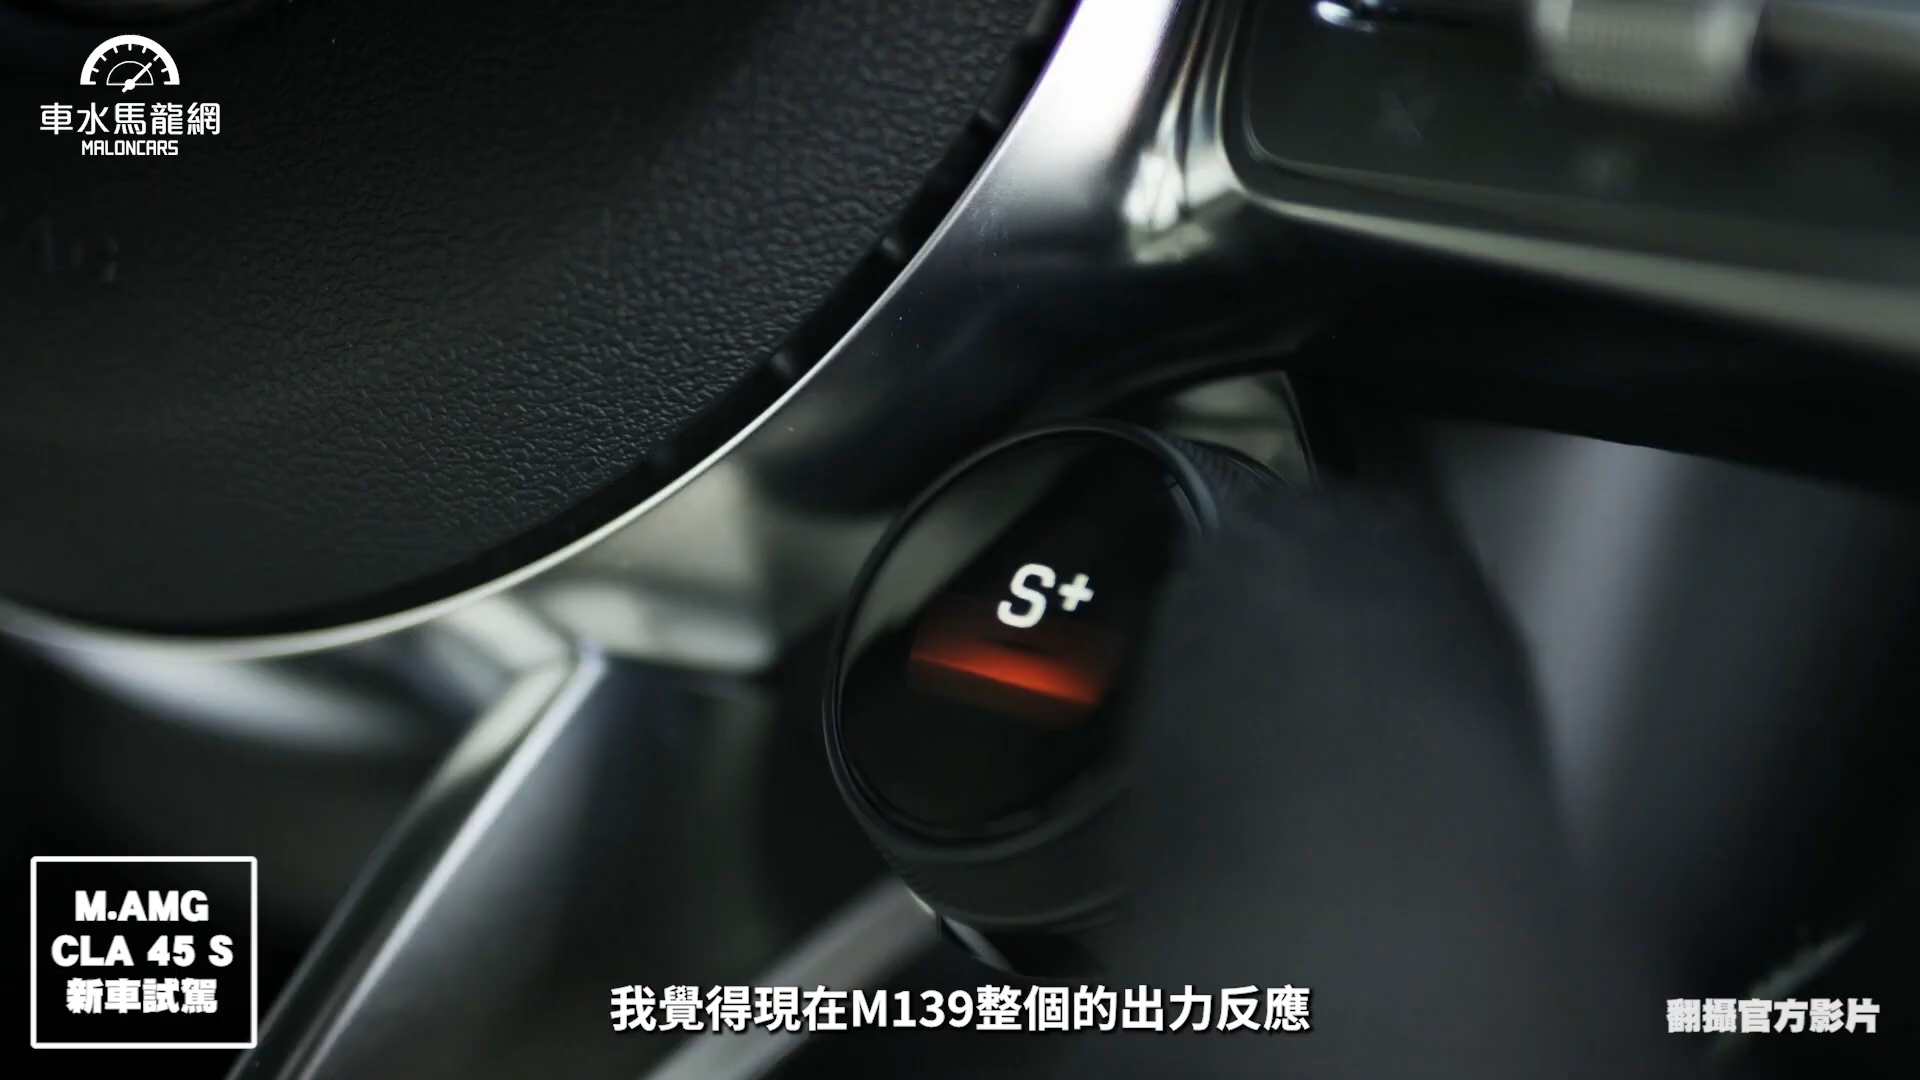 車水馬龍網
MALONCARS
S+
M.AMG
CLA 45 S
新車試駕
我覺得現在M139整個的出力反應
翻攝官方影片